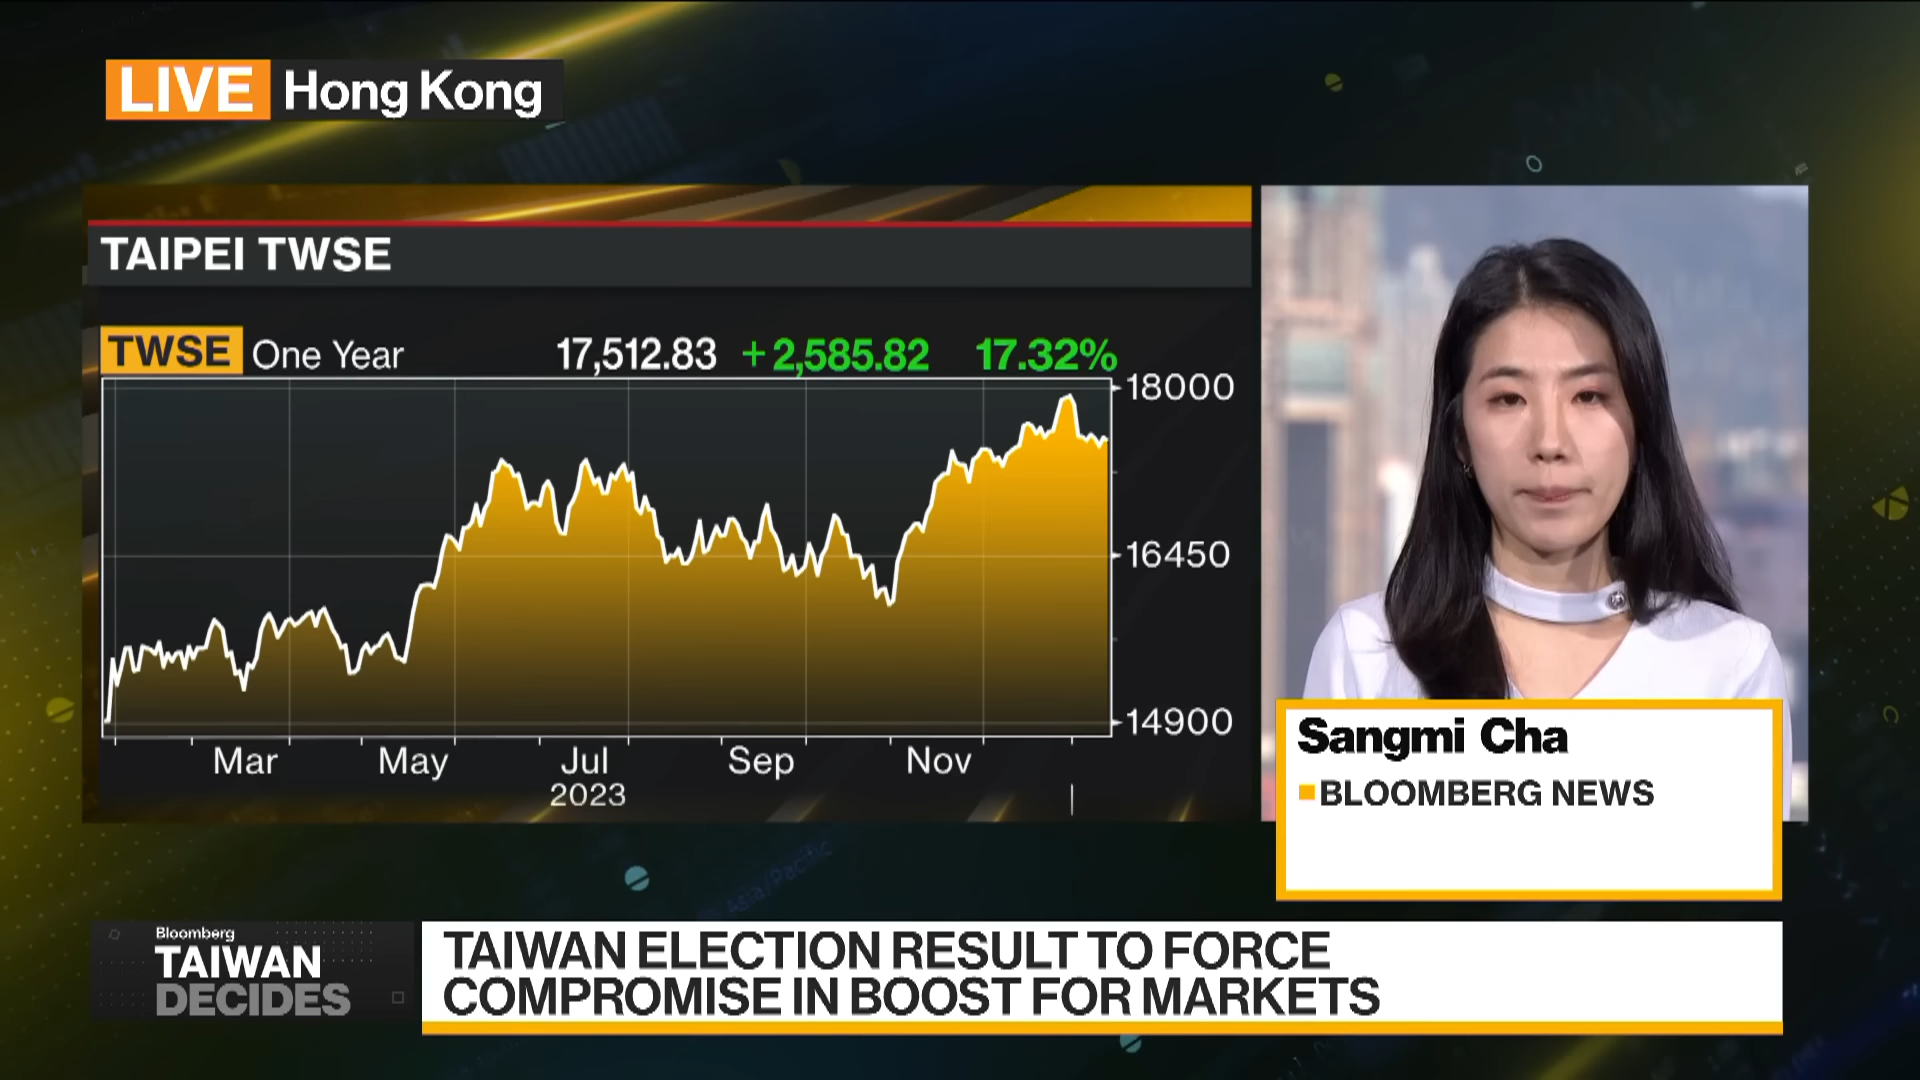 LIVE Hong Kong
TAIPEI TWSE
TWSE One Year 17,512.83 +2,585.82 17.32%
18000
16450
14900
Mar May Jul Sep Nov
2023
Sangmi Cha
BLOOMBERG NEWS
Asia/Pacific
Bloomberg
TAIWAN
DECIDES
TAIWAN ELECTION RESULT TO FORCE
COMPROMISE IN BOOST FOR MARKETS